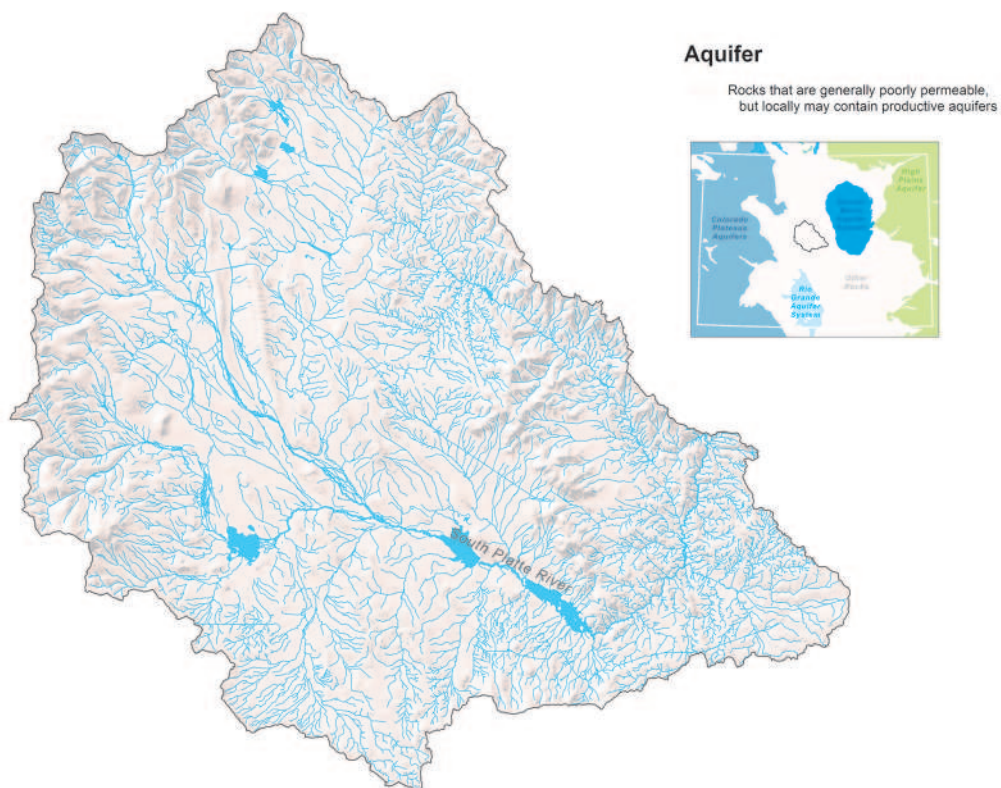 Aquifer
Rocks that are generally poorly permeable,
but locally may contain productive aquifers
High
Plains
Aquifer
Colorado
Plateaus
Aquifers
Other
Rocks
Rio
Grande
Aquifer
System
South Platte River